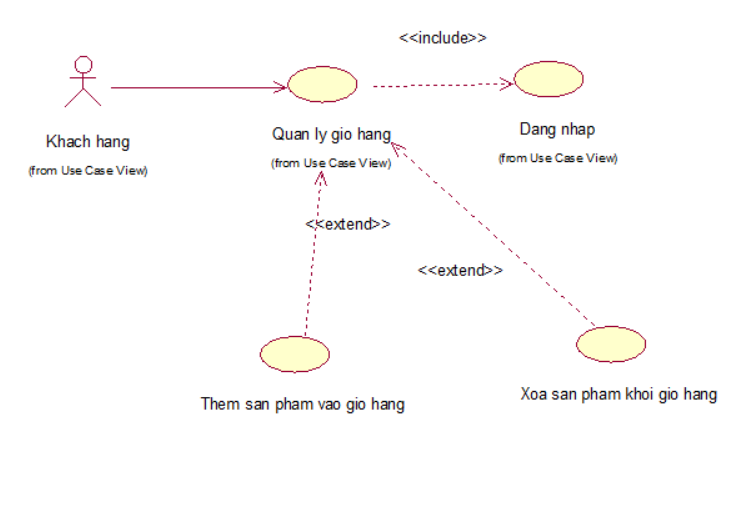 <<include>>
Khach hang
(from Use Case View)
Quan ly gio hang
(from Use Case View)
Dang nhap
(from Use Case View)
<<extend>>
<<extend>>
Them san pham vao gio hang
Xoa san pham khoi gio hang